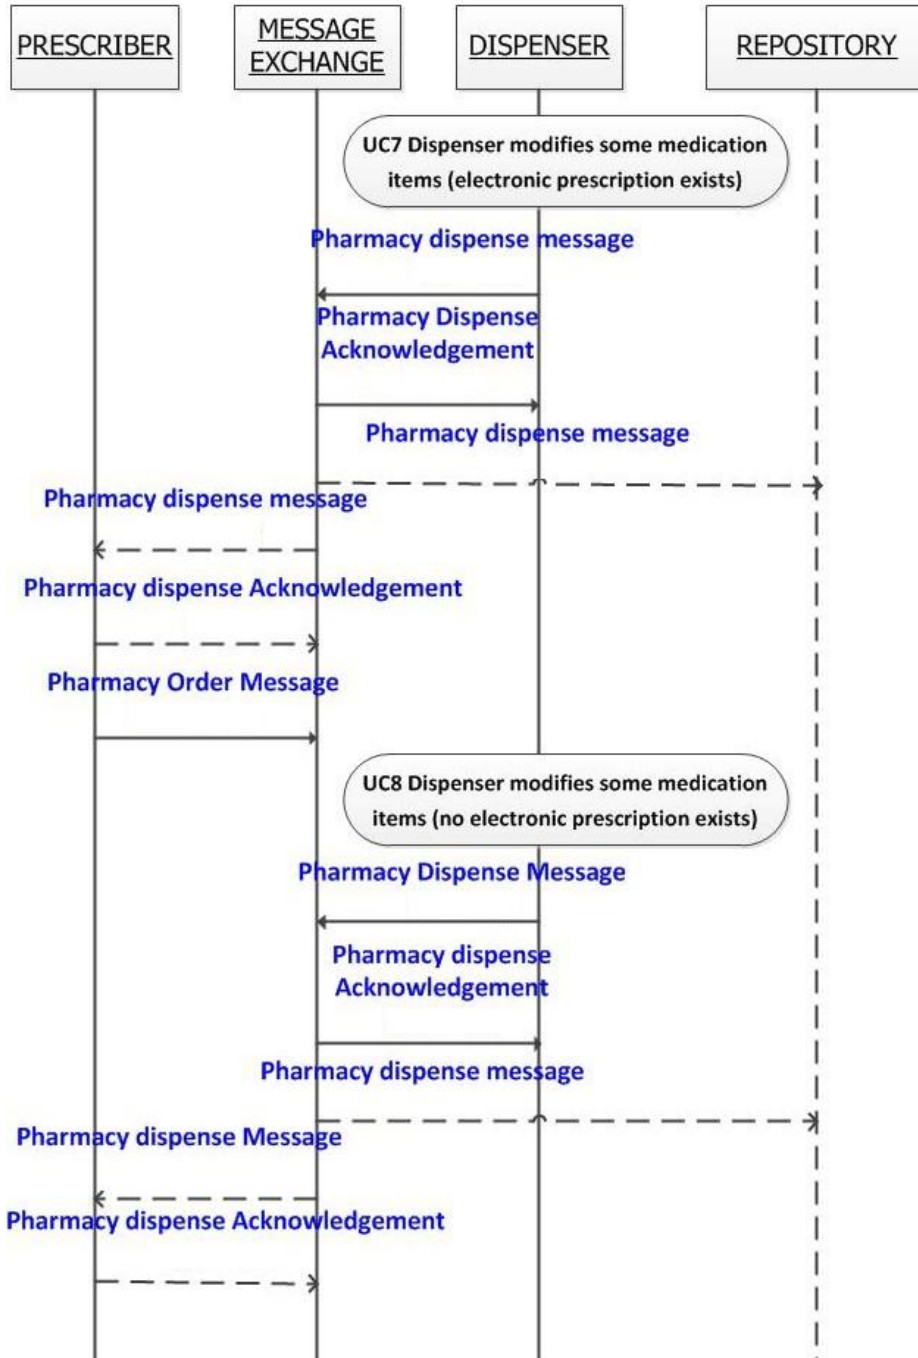 PRESCRIBER
MESSAGE
EXCHANGE
DISPENSER
REPOSITORY
UC7 Dispenser modifies some medication
items (electronic prescription exists)
Pharmacy dispense message
Pharmacy Dispense
Acknowledgement
Pharmacy dispense message
Pharmacy dispense message
Pharmacy dispense Acknowledgement
Pharmacy Order Message
UC8 Dispenser modifies some medication
items (no electronic prescription exists)
Pharmacy Dispense Message
Pharmacy dispense
Acknowledgement
Pharmacy dispense message
Pharmacy dispense Message
Pharmacy dispense Acknowledgement